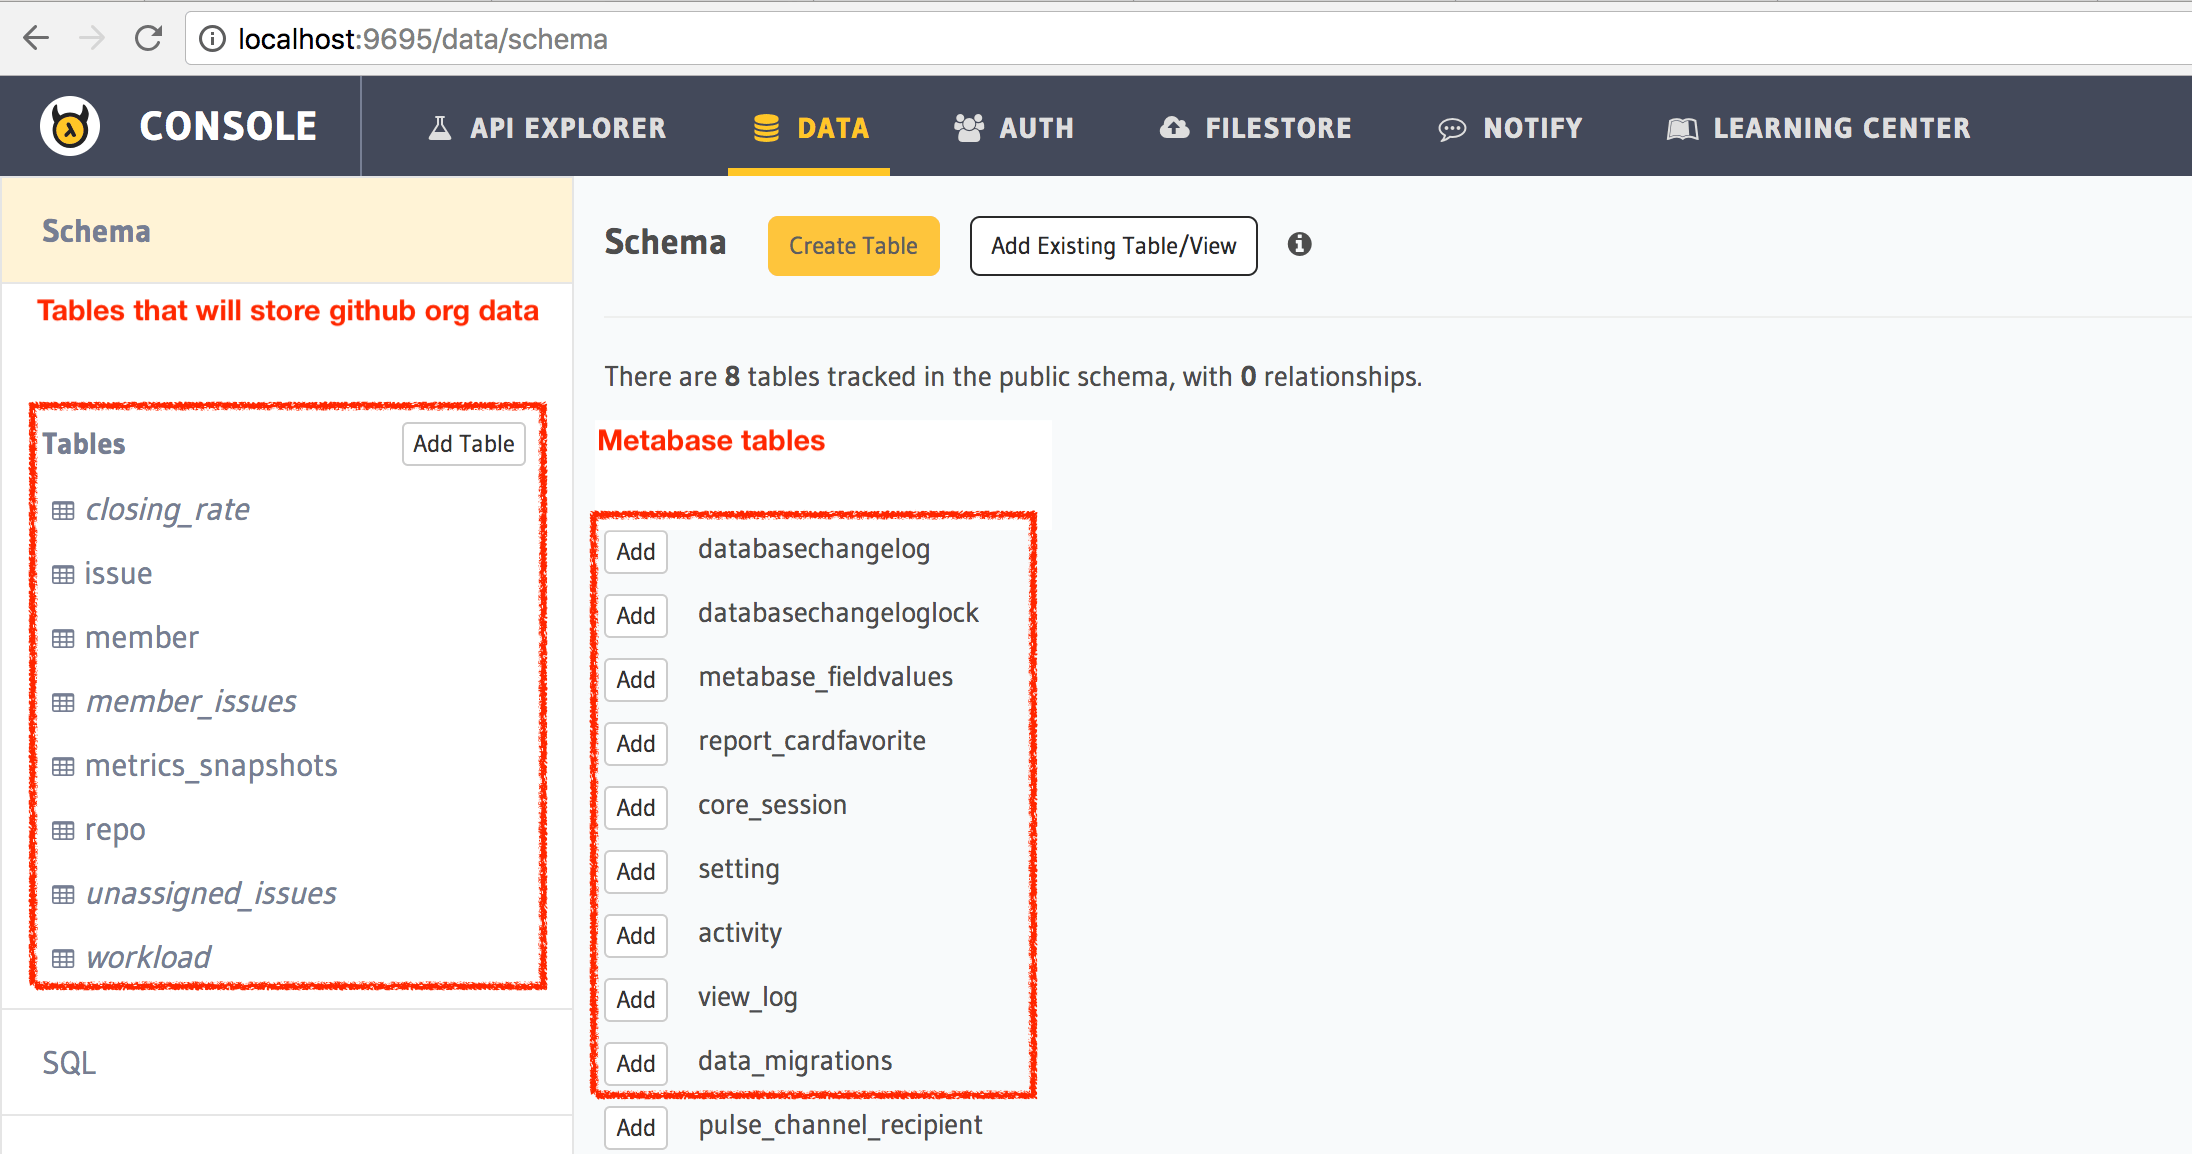 localhost:9695/data/schema
CONSOLE
API EXPLORER
DATA
AUTH
FILESTORE
NOTIFY
LEARNING CENTER
Schema
Tables that will store github org data
Tables
Add Table
closing_rate
issue
member
member_issues
metrics_snapshots
repo
unassigned_issues
workload
SQL
Schema
Create Table
Add Existing Table/View
There are 8 tables tracked in the public schema, with 0 relationships.
Metabase tables
Add databasechangelog
Add databasechangeloglock
Add metabase_fieldvalues
Add report_cardfavorite
Add core_session
Add setting
Add activity
Add view_log
Add data_migrations
Add pulse_channel_recipient